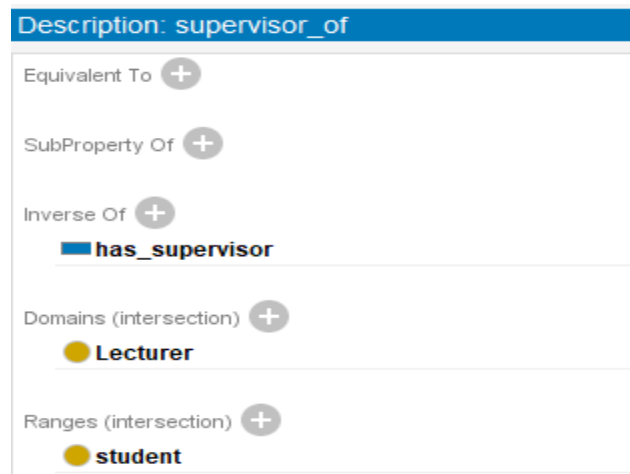 Description: supervisor_of
Equivalent To
SubProperty Of
Inverse Of
has_supervisor
Domains (intersection)
Lecturer
Ranges (intersection)
student